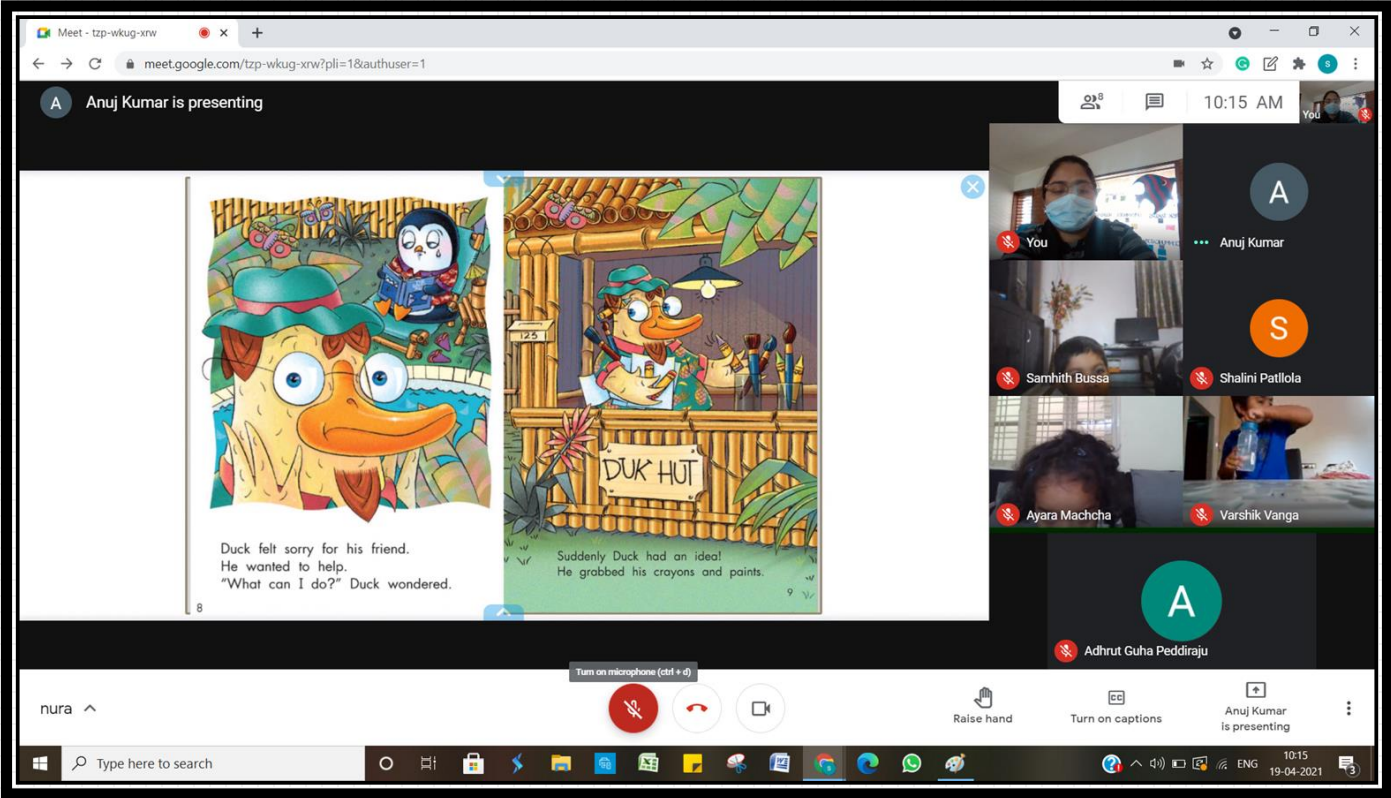 Meet - tzp-wkug-xrw
meet.google.com/tzp-wkug-xrw?pli=1&authuser=1
S
A Anuj Kumar is presenting
8
10:15 AM
You
You
A
Anuj Kumar
Samhith Bussa
S
Shalini Patllola
Ayara Machcha
Varshik Vanga
A
Adhrut Guha Peddiraju
125
DUK HUT
Duck felt sorry for his friend.
He wanted to help.
"What can I do?" Duck wondered.
8
Suddenly Duck had an idea!
He grabbed his crayons and paints.
9
Turn on microphone (ctrl + d)
nura
Raise hand
CC
Turn on captions
Anuj Kumar
is presenting
Type here to search
ENG
10:15
19-04-2021
3